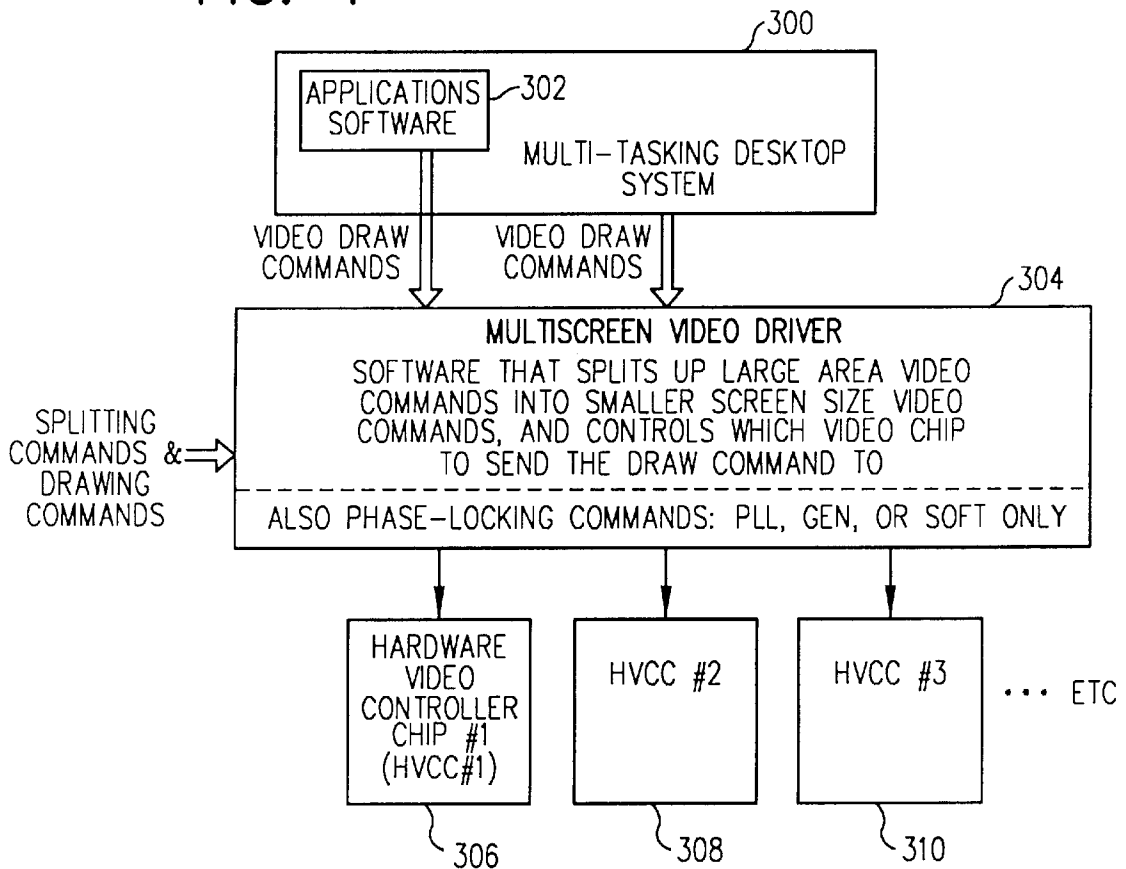 300
APPLICATIONS
SOFTWARE
302
MULTI-TASKING DESKTOP
SYSTEM
VIDEO DRAW
COMMANDS
VIDEO DRAW
COMMANDS
304
MULTISCREEN VIDEO DRIVER
SOFTWARE THAT SPLITS UP LARGE AREA VIDEO
COMMANDS INTO SMALLER SCREEN SIZE VIDEO
COMMANDS, AND CONTROLS WHICH VIDEO CHIP
TO SEND THE DRAW COMMAND TO
SPLITTING
COMMANDS &
DRAWING
COMMANDS
ALSO PHASE-LOCKING COMMANDS: PLL, GEN, OR SOFT ONLY
HARDWARE
VIDEO
CONTROLLER
CHIP #1
(HVCC#1)
HVCC #2
HVCC #3
••• ETC
306
308
310